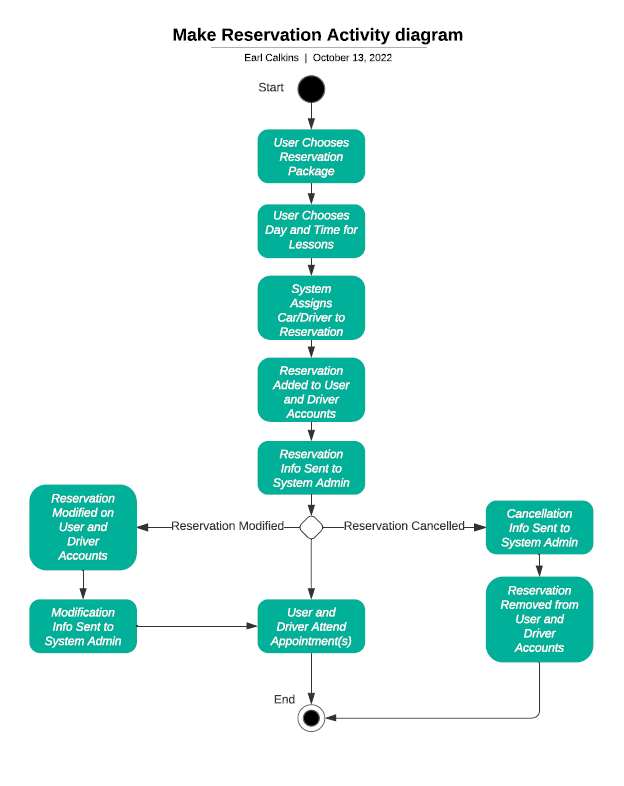 Make Reservation Activity diagram
Earl Calkins | October 13, 2022
Start
User Chooses
Reservation
Package
User Chooses
Day and Time for
Lessons
System
Assigns
Car/Driver to
Reservation
Reservation
Added to User
and Driver
Accounts
Reservation
Info Sent to
System Admin
Reservation Modified
Reservation Cancelled
Reservation
Modified on
User and
Driver
Accounts
Cancellation
Info Sent to
System Admin
Modification
Info Sent to
System Admin
User and
Driver Attend
Appointment(s)
Reservation
Removed from
User and
Driver
Accounts
End